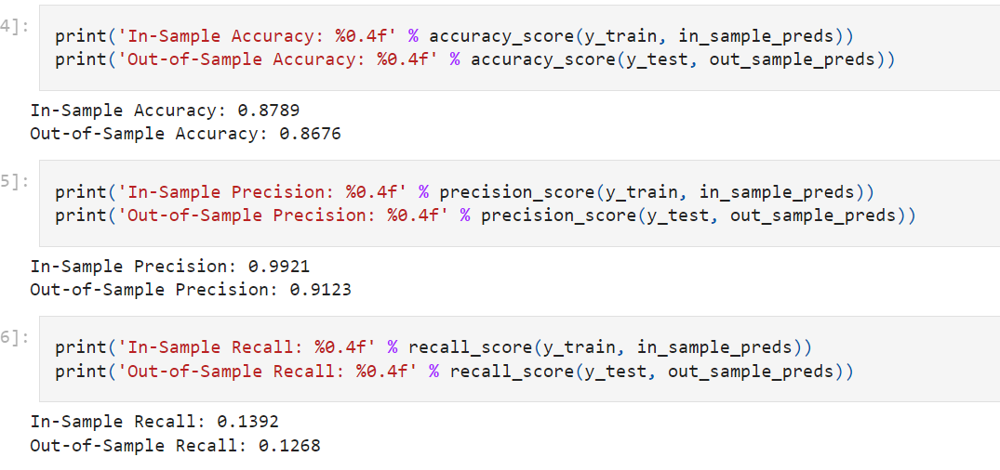 4]:
print('In-Sample Accuracy: %0.4f' % accuracy_score(y_train, in_sample_preds))
print('Out-of-Sample Accuracy: %0.4f' % accuracy_score(y_test, out_sample_preds))
In-Sample Accuracy: 0.8789
Out-of-Sample Accuracy: 0.8676
5]:
print('In-Sample Precision: %0.4f' % precision_score(y_train, in_sample_preds))
print('Out-of-Sample Precision: %0.4f' % precision_score(y_test, out_sample_preds))
In-Sample Precision: 0.9921
Out-of-Sample Precision: 0.9123
6]:
print('In-Sample Recall: %0.4f' % recall_score(y_train, in_sample_preds))
print('Out-of-Sample Recall: %0.4f' % recall_score(y_test, out_sample_preds))
In-Sample Recall: 0.1392
Out-of-Sample Recall: 0.1268